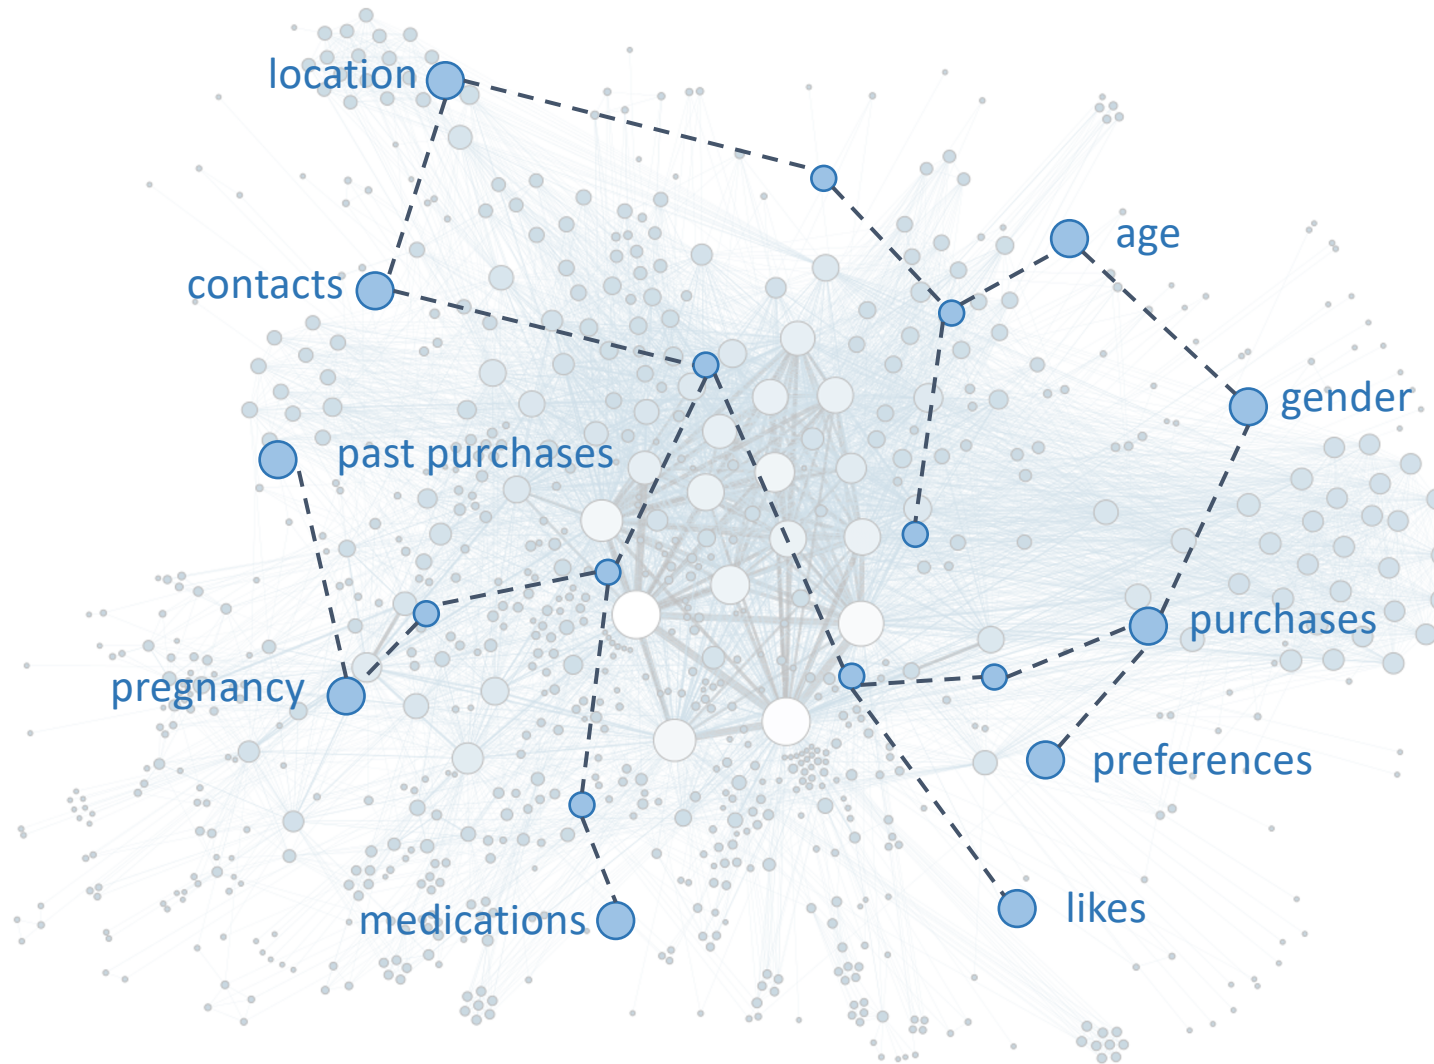 location
age
contacts
gender
past purchases
purchases
pregnancy
preferences
medications
likes